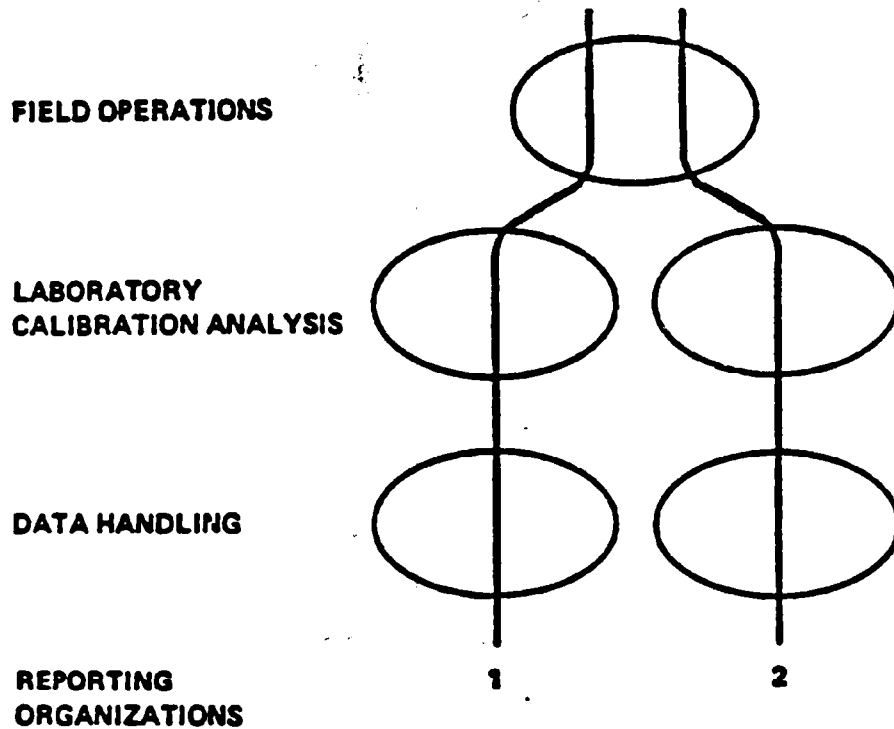 FIELD OPERATIONS
LABORATORY
CALIBRATION ANALYSIS
DATA HANDLING
REPORTING
ORGANIZATIONS
1
2